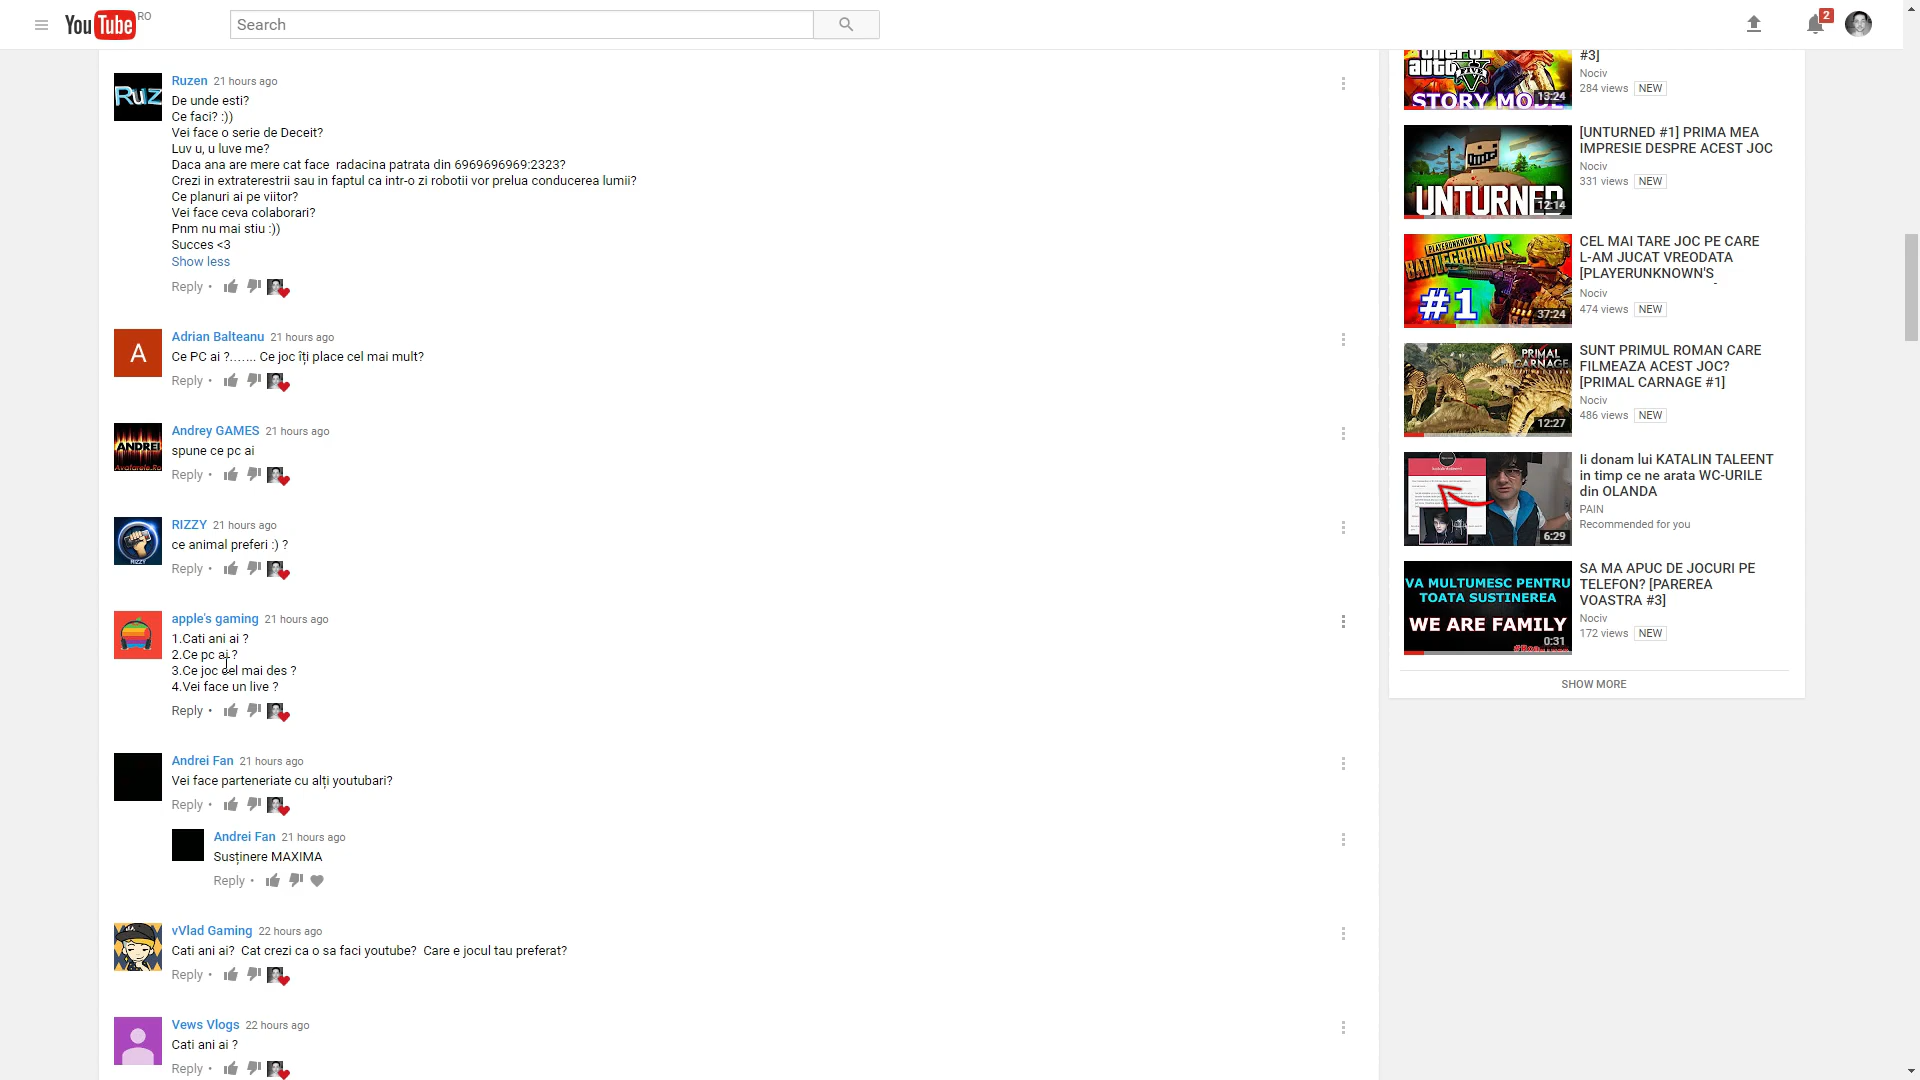 YouTube RO
Search
2
Ruzen 21 hours ago
De unde esti?
Ce faci? :))
Vei face o serie de Deceit?
Luv u, u luve me?
Daca ana are mere cat face radacina patrata din 6969696969:2323?
Crezi in extraterestrii sau in faptul ca intr-o zi robotii vor prelua conducerea lumii?
Ce planuri ai pe viitor?
Vei face ceva colaborari?
Pnm nu mai stiu :))
Succes <3
Show less
Reply •
Adrian Balteanu 21 hours ago
Ce PC ai ?....... Ce joc îți place cel mai mult?
Reply •
Andrey GAMES 21 hours ago
spune ce pc ai
Reply •
RIZZY 21 hours ago
ce animal preferi :) ?
Reply •
apple's gaming 21 hours ago
1.Cati ani ai ?
2.Ce pc ai ?
3.Ce joc cel mai des ?
4.Vei face un live ?
Reply •
Andrei Fan 21 hours ago
Vei face parteneriate cu alți youtubari?
Reply •
Andrei Fan 21 hours ago
Susținere MAXIMA
Reply •
vVlad Gaming 22 hours ago
Cati ani ai? Cat crezi ca o sa faci youtube? Care e jocul tau preferat?
Reply •
Vews Vlogs 22 hours ago
Cati ani ai ?
Reply •
Ruz
A
ANDREI
Avatarele.Ro
RIZZY
auto V
FIVE
STORY MODE
13:24
#3]
Nociv
284 views NEW
UNTURNED
12:14
[UNTURNED #1] PRIMA MEA
IMPRESIE DESPRE ACEST JOC
Nociv
331 views NEW
PLAYERUNKNOWN'S
BATTLEGROUNDS
#1
37:24
CEL MAI TARE JOC PE CARE
L-AM JUCAT VREODATA
[PLAYERUNKNOWN'S
Nociv
474 views NEW
PRIMAL
CARNAGE
12:27
SUNT PRIMUL ROMAN CARE
FILMEAZA ACEST JOC?
[PRIMAL CARNAGE #1]
Nociv
486 views NEW
6:29
Ii donam lui KATALIN TALEENT
in timp ce ne arata WC-URILE
din OLANDA
PAIN
Recommended for you
VA MULTUMESC PENTRU
TOATA SUSTINEREA
WE ARE FAMILY
0:31
SA MA APUC DE JOCURI PE
TELEFON? [PAREREA
VOASTRA #3]
Nociv
172 views NEW
SHOW MORE